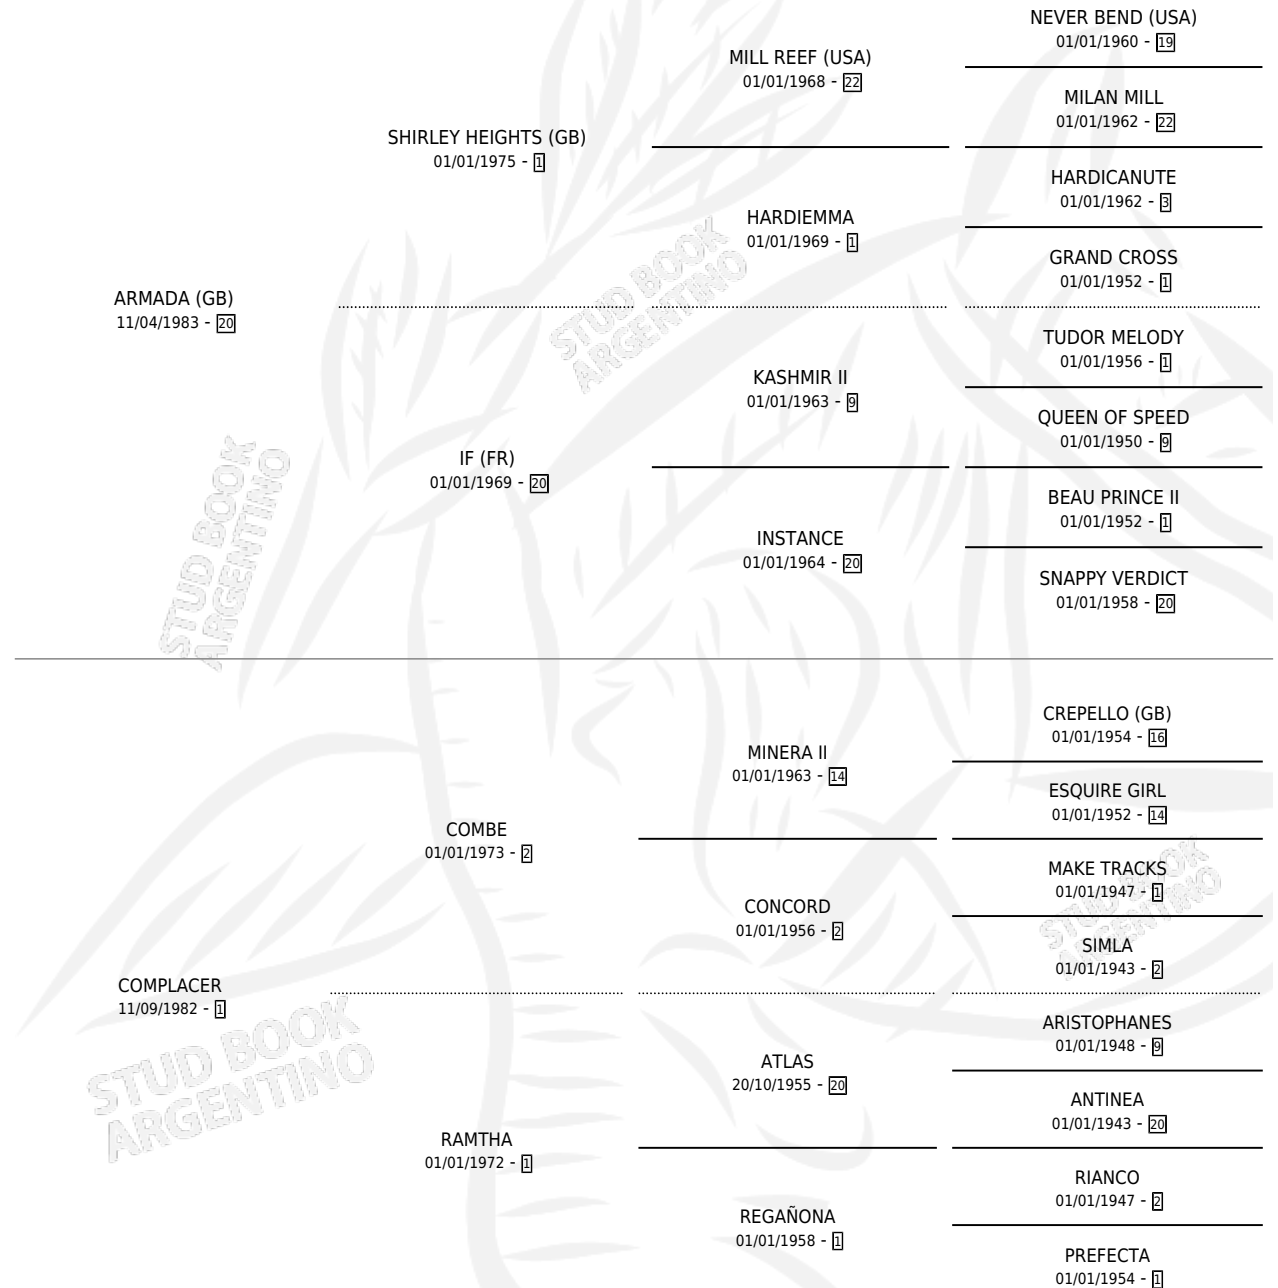 NEVER BEND (USA)
01/01/1960 - 19
MILL REEF (USA)
01/01/1968 - 22
MILAN MILL
01/01/1962 - 22
SHIRLEY HEIGHTS (GB)
01/01/1975 - 1
HARDICANUTE
01/01/1962 - 3
HARDIEMMA
01/01/1969 - 1
GRAND CROSS
01/01/1952 - 1
ARMADA (GB)
11/04/1983 - 20
TUDOR MELODY
01/01/1956 - 1
KASHMIR II
01/01/1963 - 9
QUEEN OF SPEED
01/01/1950 - 9
IF (FR)
01/01/1969 - 20
BEAU PRINCE II
01/01/1952 - 1
INSTANCE
01/01/1964 - 20
SNAPPY VERDICT
01/01/1958 - 20
CREPELLO (GB)
01/01/1954 - 16
MINERA II
01/01/1963 - 14
ESQUIRE GIRL
01/01/1952 - 14
COMBE
01/01/1973 - 2
MAKE TRACKS
01/01/1947 - 1
CONCORD
01/01/1956 - 2
SIMLA
01/01/1943 - 2
COMPLACER
11/09/1982 - 1
ARISTOPHANES
01/01/1948 - 9
ATLAS
20/10/1955 - 20
ANTINEA
01/01/1943 - 20
RAMTHA
01/01/1972 - 1
RIANCO
01/01/1947 - 2
REGAÑONA
01/01/1958 - 1
PREFECTA
01/01/1954 - 1
STUD BOOK
ARGENTINO
STUD BOOK
ARGENTINO
STUD BOOK
ARGENTINO
STUD BOOK
ARGENTINO